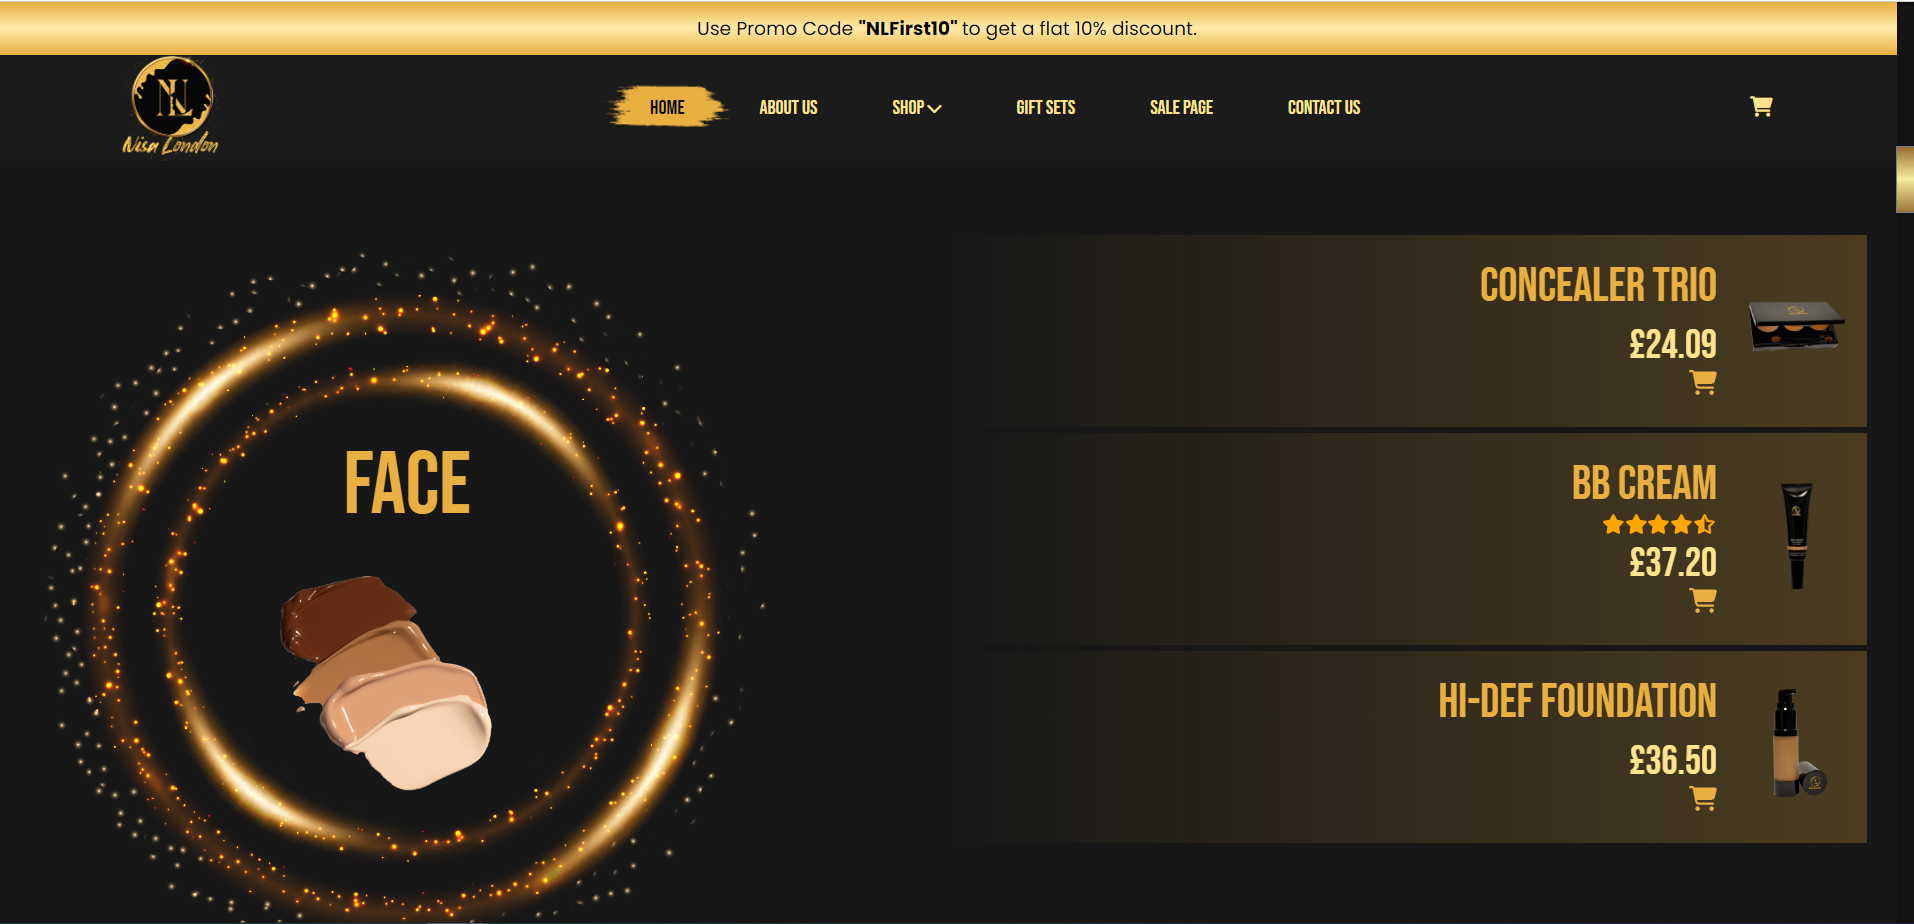 Use Promo Code "NLFirst10" to get a flat 10% discount.
NL
Nisa London
HOME
ABOUT US
SHOP
GIFT SETS
SALE PAGE
CONTACT US
FACE
CONCEALER TRIO
£24.09
BB CREAM
£37.20
HI-DEF FOUNDATION
£36.50